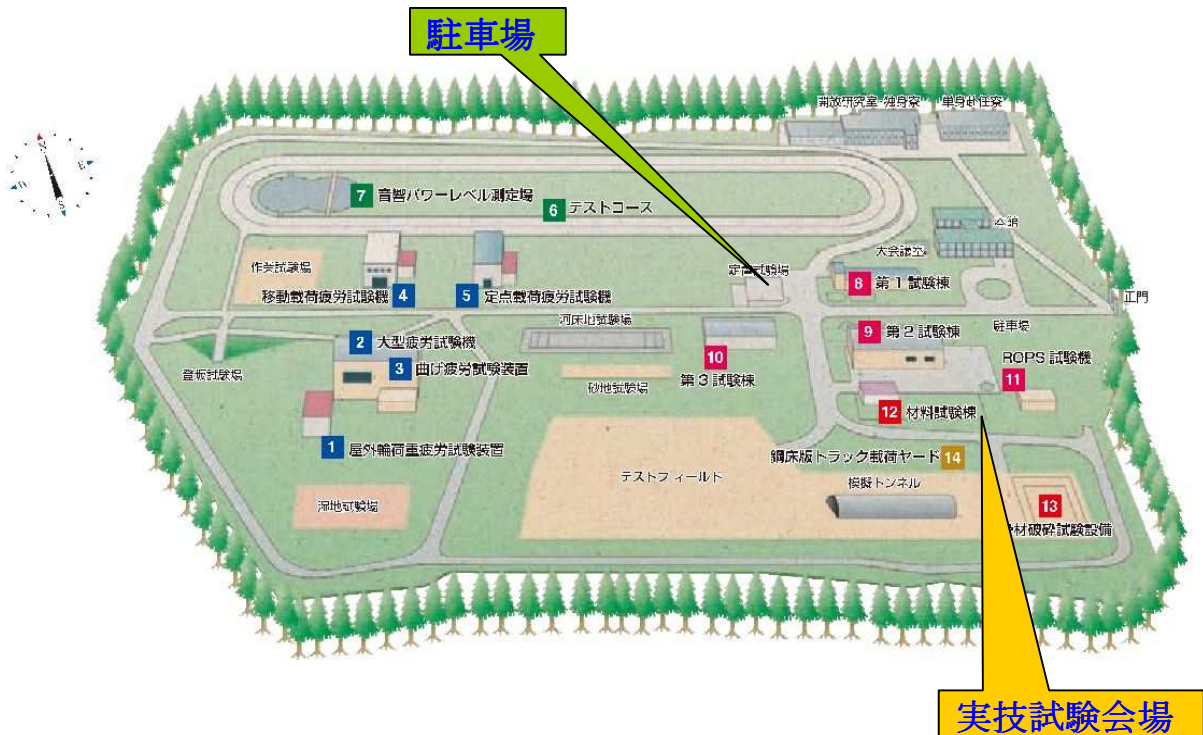 駐車場
開放研究室・独身寮
単身赴任寮
N
E
S
7 音響パワーレベル測定場
6 テストコース
本館
大会議室
作業試験場
定置試験場
8 第1試験棟
移動載荷疲労試験機 4
5 定点載荷疲労試験機
正門
河床地試験場
駐車場
9 第2試験棟
2 大型疲労試験機
10
第3試験棟
ROPS試験機
11
3 曲げ疲労試験装置
登坂試験場
砂地試験場
12 材料試験棟
1 屋外輪荷重疲労試験装置
鋼床版トラック載荷ヤード 14
テストフィールド
模擬トンネル
湿地試験場
13
材破砕試験設備
実技試験会場